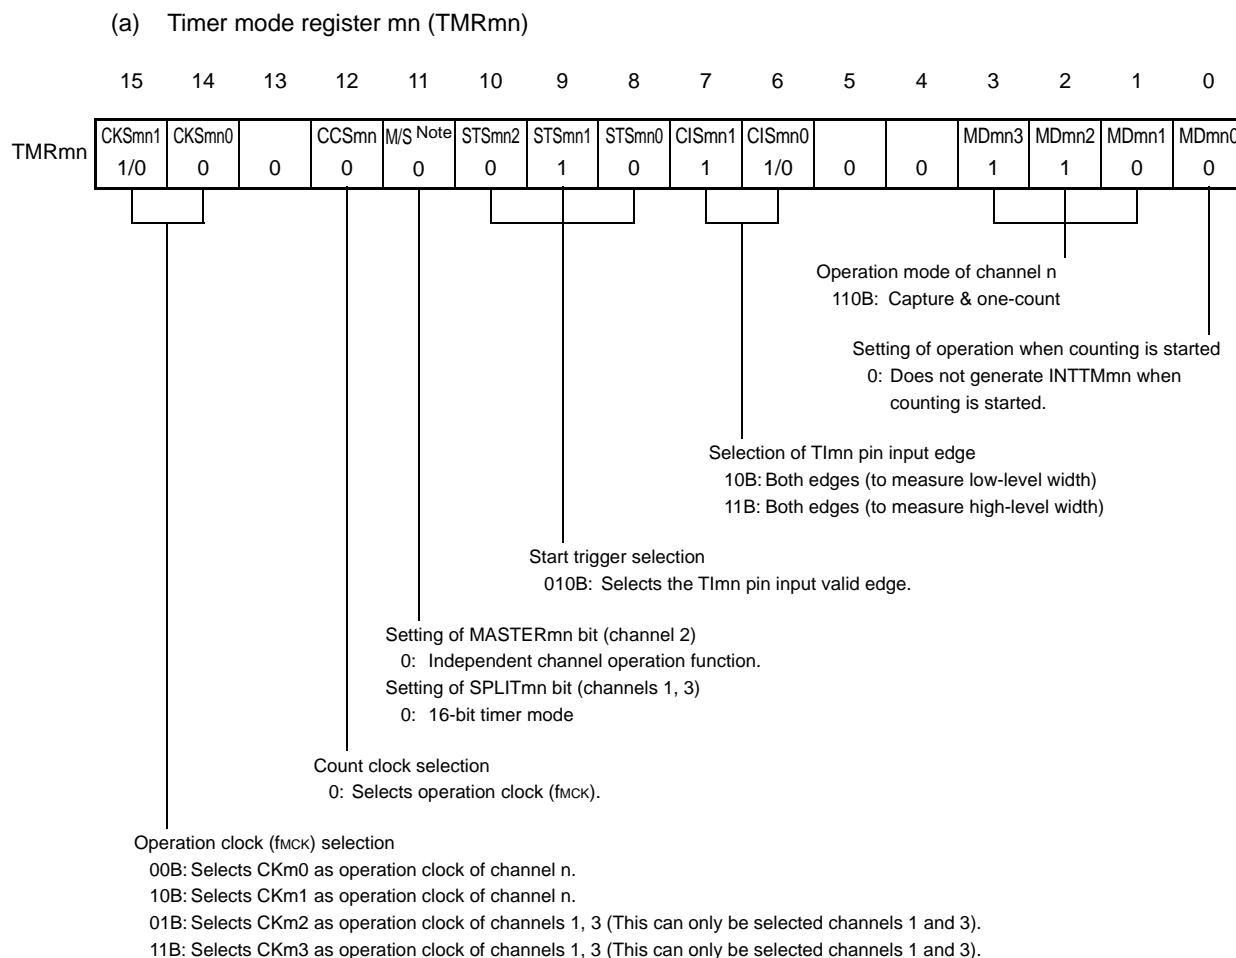 (a) Timer mode register mn (TMRmn)
15 14 13 12 11 10 9 8 7 6 5 4 3 2 1 0
TMRmn CKSmn1 CKSmn0 CCSmn M/S Note STSmn2 STSmn1 STSmn0 CISmn1 CISmn0 MDmn3 MDmn2 MDmn1 MDmn0
1/0 0 0 0 0 0 1 0 1 1/0 0 0 1 1 0 0
Operation mode of channel n
110B: Capture & one-count
Setting of operation when counting is started
0: Does not generate INTTMmn when
counting is started.
Selection of TImn pin input edge
10B: Both edges (to measure low-level width)
11B: Both edges (to measure high-level width)
Start trigger selection
010B: Selects the TImn pin input valid edge.
Setting of MASTERmn bit (channel 2)
0: Independent channel operation function.
Setting of SPLITmn bit (channels 1, 3)
0: 16-bit timer mode
Count clock selection
0: Selects operation clock (fMCK).
Operation clock (fMCK) selection
00B: Selects CKm0 as operation clock of channel n.
10B: Selects CKm1 as operation clock of channel n.
01B: Selects CKm2 as operation clock of channels 1, 3 (This can only be selected channels 1 and 3).
11B: Selects CKm3 as operation clock of channels 1, 3 (This can only be selected channels 1 and 3).